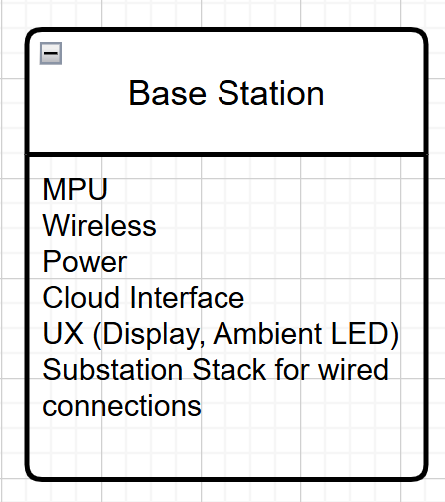 Base Station
MPU
Wireless
Power
Cloud Interface
UX (Display, Ambient LED)
Substation Stack for wired
connections